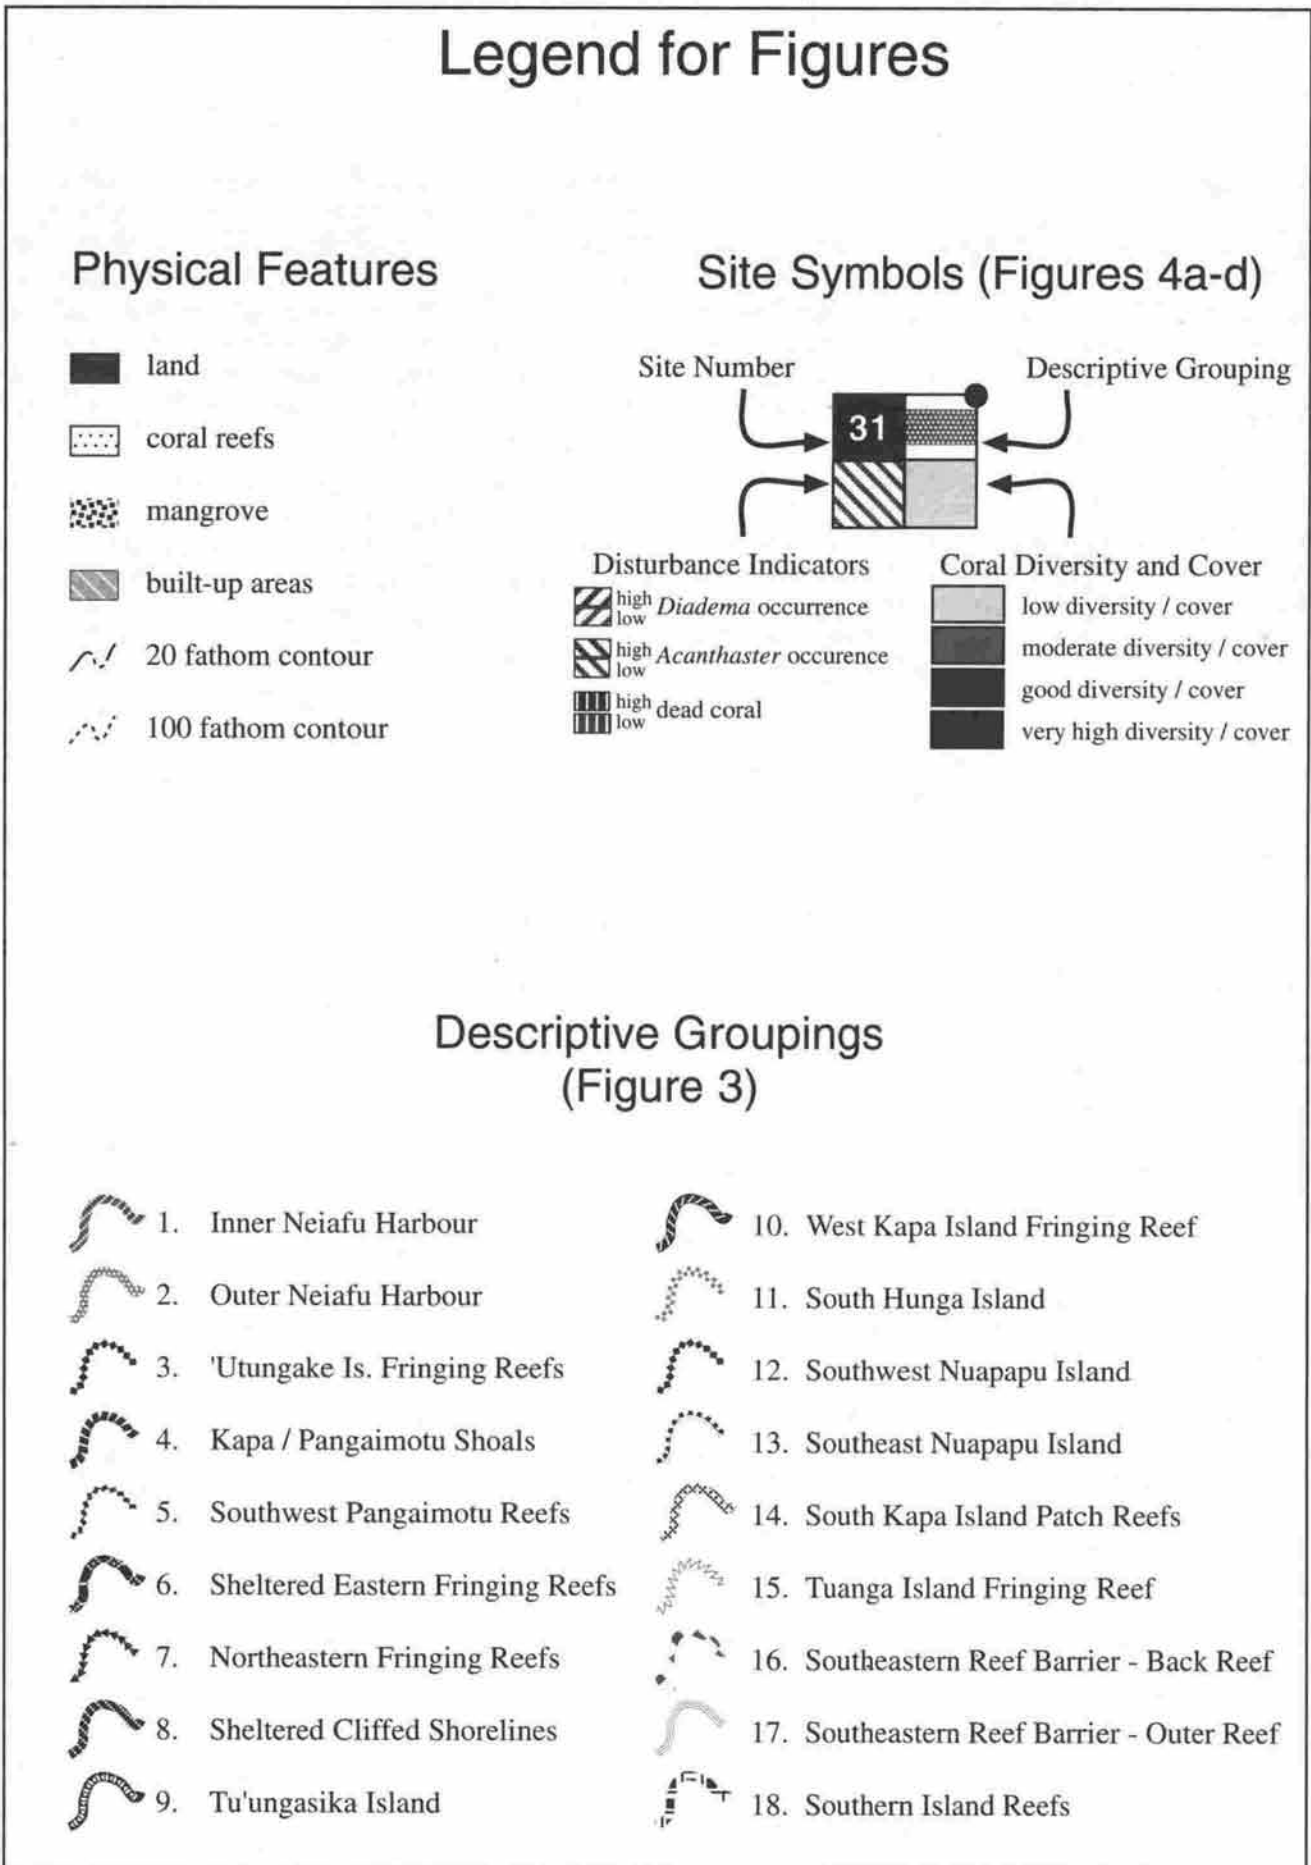 Legend for Figures
Physical Features
land
coral reefs
mangrove
built-up areas
20 fathom contour
100 fathom contour
Site Symbols (Figures 4a-d)
Site Number
Descriptive Grouping
31
Disturbance Indicators
high
low
Diadema occurrence
high
low
Acanthaster occurence
high
low
dead coral
Coral Diversity and Cover
low diversity / cover
moderate diversity / cover
good diversity / cover
very high diversity / cover
Descriptive Groupings
(Figure 3)
1. Inner Neiafu Harbour
2. Outer Neiafu Harbour
3. 'Utungake Is. Fringing Reefs
4. Kapa / Pangaimotu Shoals
5. Southwest Pangaimotu Reefs
6. Sheltered Eastern Fringing Reefs
7. Northeastern Fringing Reefs
8. Sheltered Cliffed Shorelines
9. Tu'ungasika Island
10. West Kapa Island Fringing Reef
11. South Hunga Island
12. Southwest Nuapapu Island
13. Southeast Nuapapu Island
14. South Kapa Island Patch Reefs
15. Tuanga Island Fringing Reef
16. Southeastern Reef Barrier - Back Reef
17. Southeastern Reef Barrier - Outer Reef
18. Southern Island Reefs